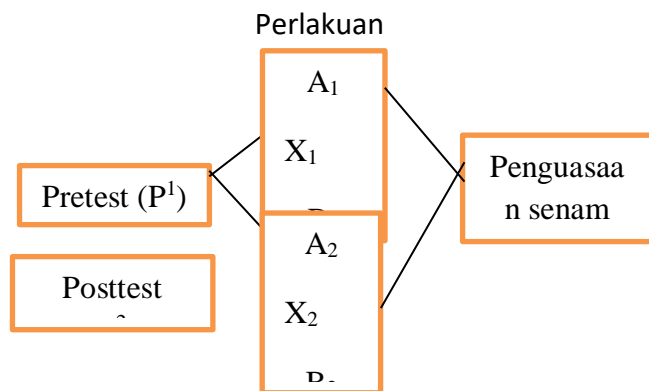 Perlakuan
A₁
X₁
Pretest (P¹)
Posttest
A₂
X₂
Penguasaa
n senam